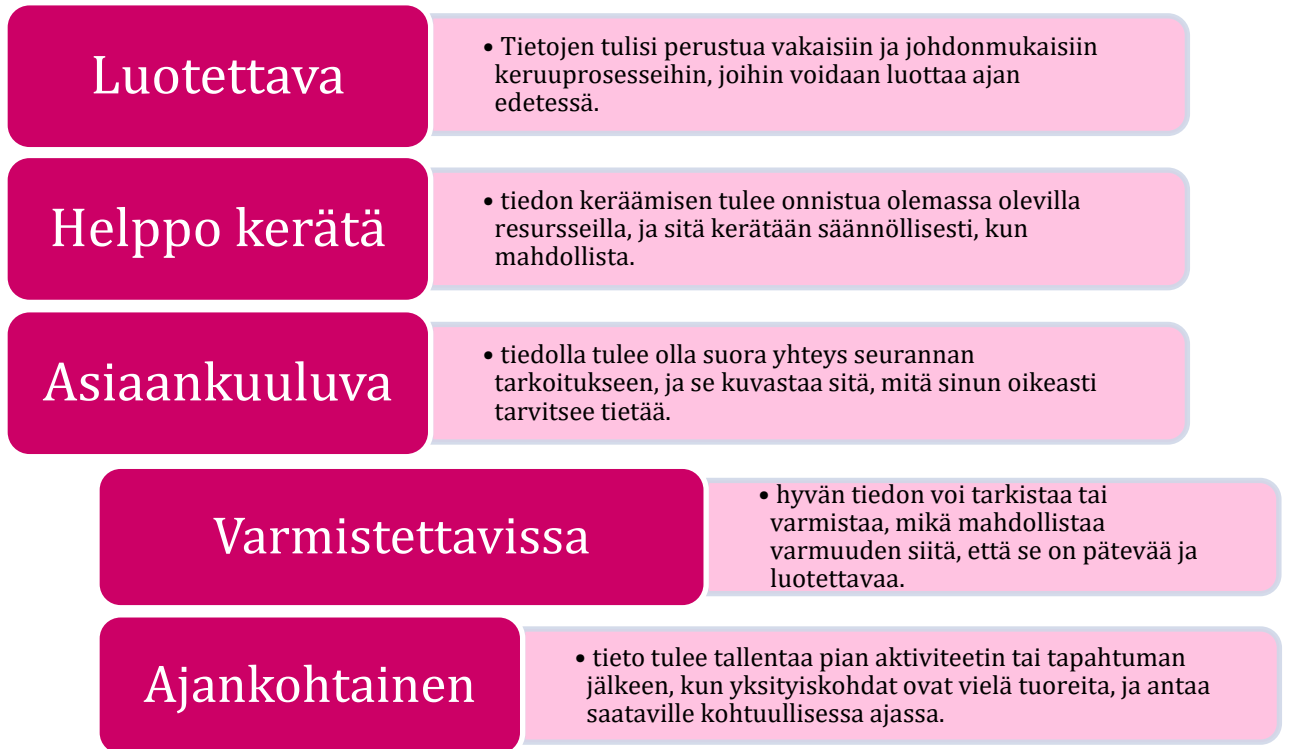 Luotettava
• Tietojen tulisi perustua vakaisiin ja johdonmukaisiin
keruuprosesseihin, joihin voidaan luottaa ajan
edetessä.
Helppo kerätä
• tiedon keräämisen tulee onnistua olemassa olevilla
resursseilla, ja sitä kerätään säännöllisesti, kun
mahdollista.
Asiaankuuluva
• tiedolla tulee olla suora yhteys seurannan
tarkoitukseen, ja se kuvastaa sitä, mitä sinun oikeasti
tarvitsee tietää.
Varmistettavissa
• hyvän tiedon voi tarkistaa tai
varmistaa, mikä mahdollistaa
varmuuden siitä, että se on pätevää ja
luotettavaa.
Ajankohtainen
• tieto tulee tallentaa pian aktiviteetin tai tapahtuman
jälkeen, kun yksityiskohdat ovat vielä tuoreita, ja antaa
saataville kohtuullisessa ajassa.